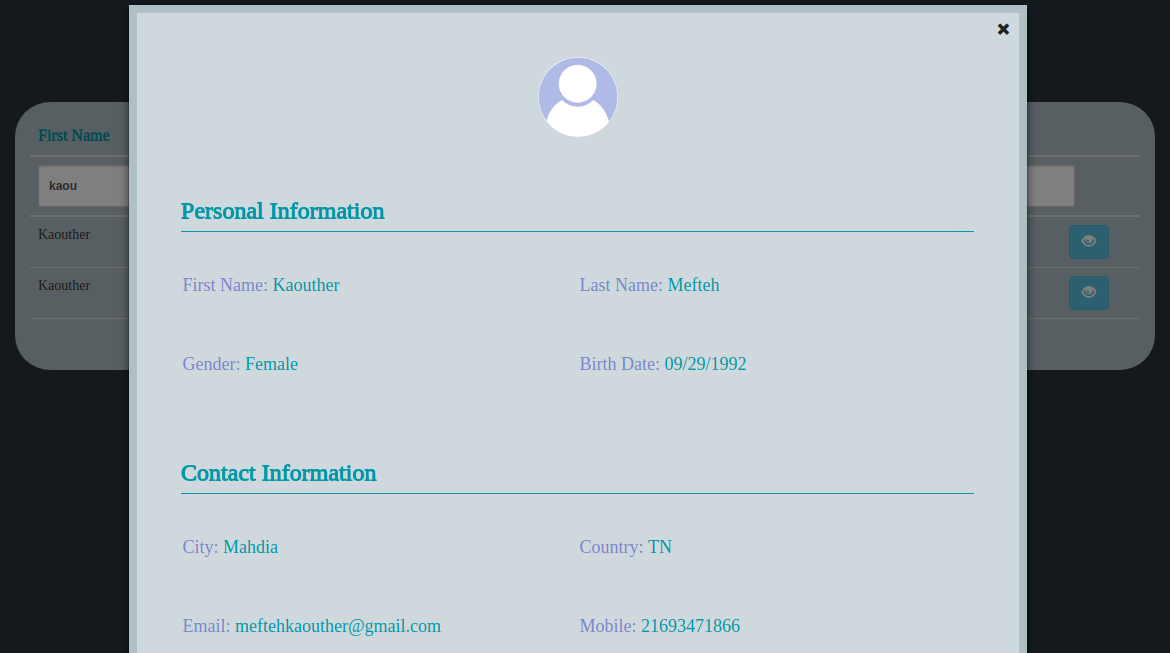 ✖
First Name
kaou
Kaouther
Kaouther
Personal Information
First Name: Kaouther Last Name: Mefteh
Gender: Female Birth Date: 09/29/1992
Contact Information
City: Mahdia Country: TN
Email: meftehkaouther@gmail.com Mobile: 21693471866